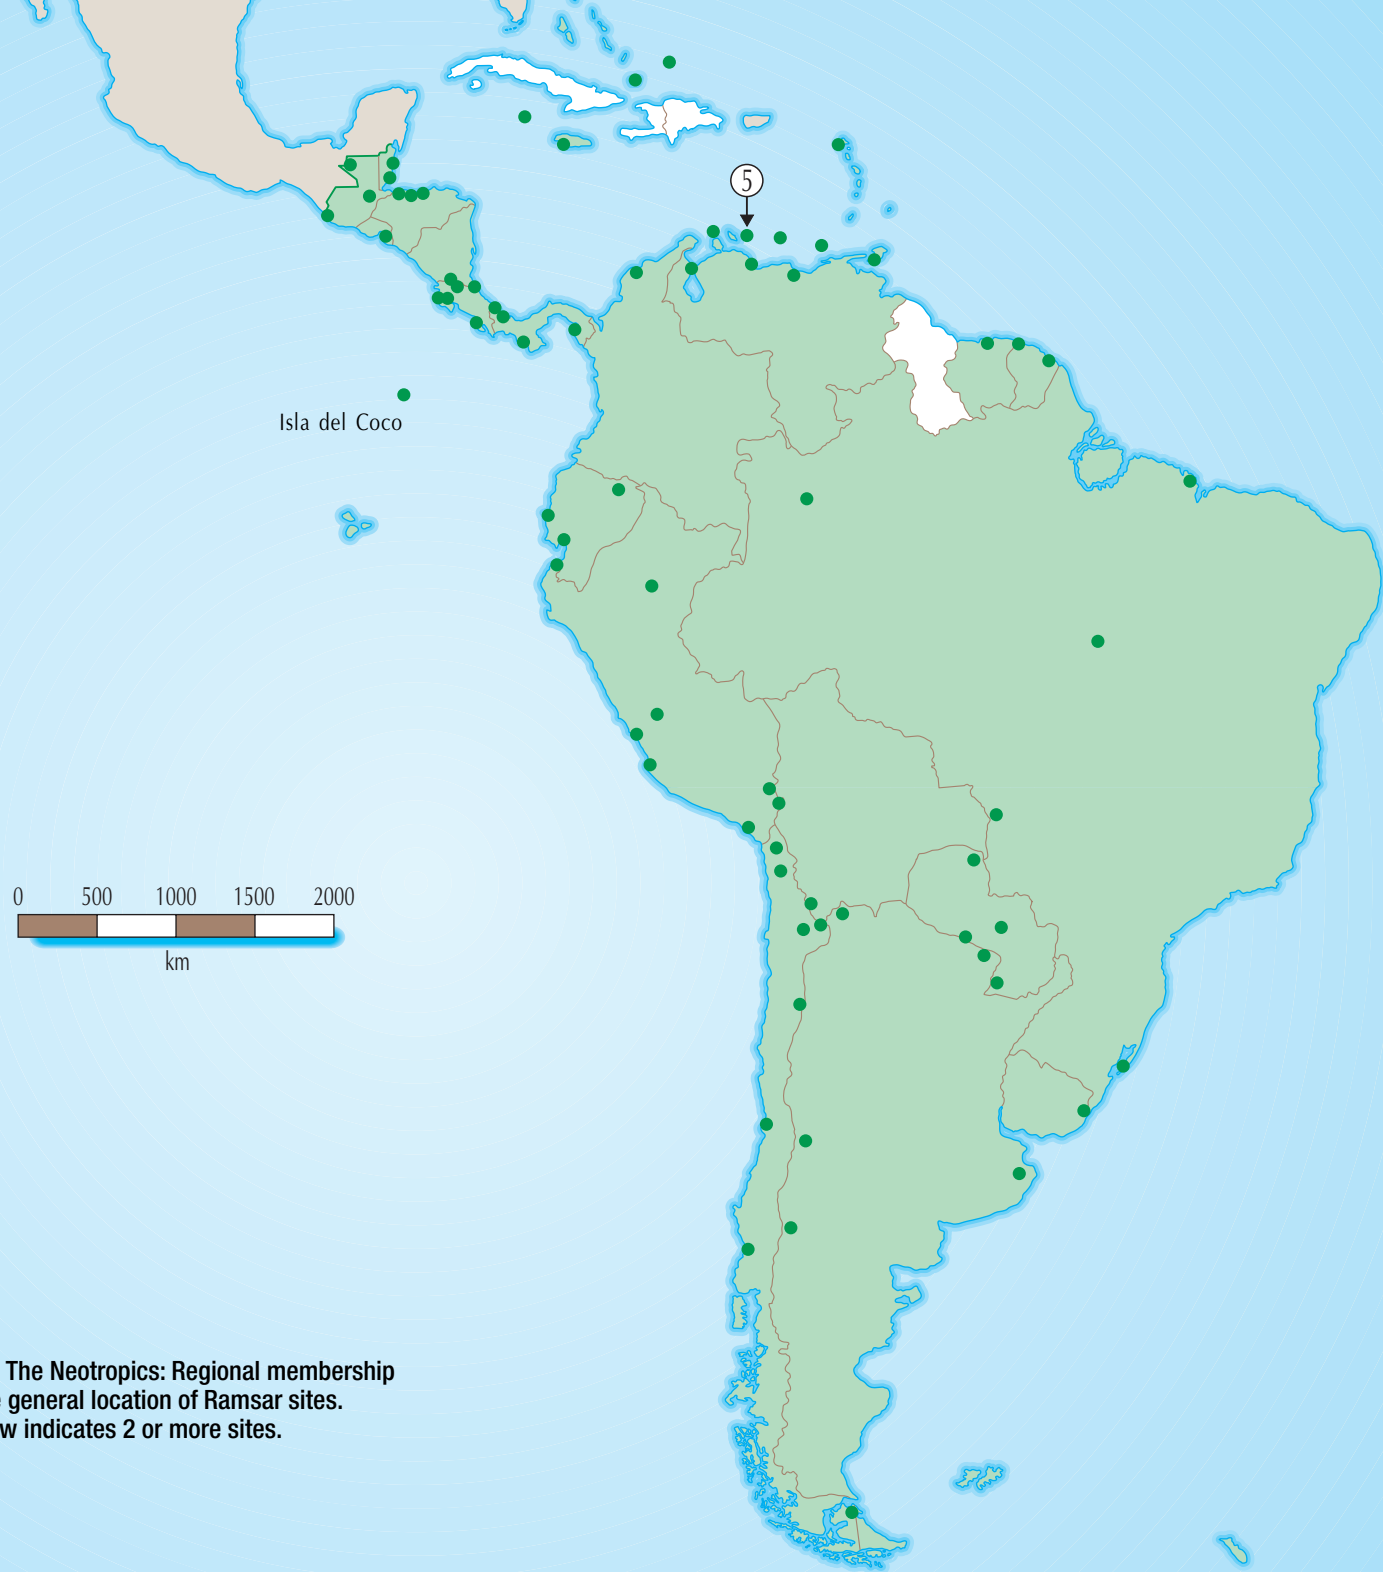 5
Isla del Coco
0 500 1000 1500 2000
km
The Neotropics: Regional membership
general location of Ramsar sites.
indicates 2 or more sites.